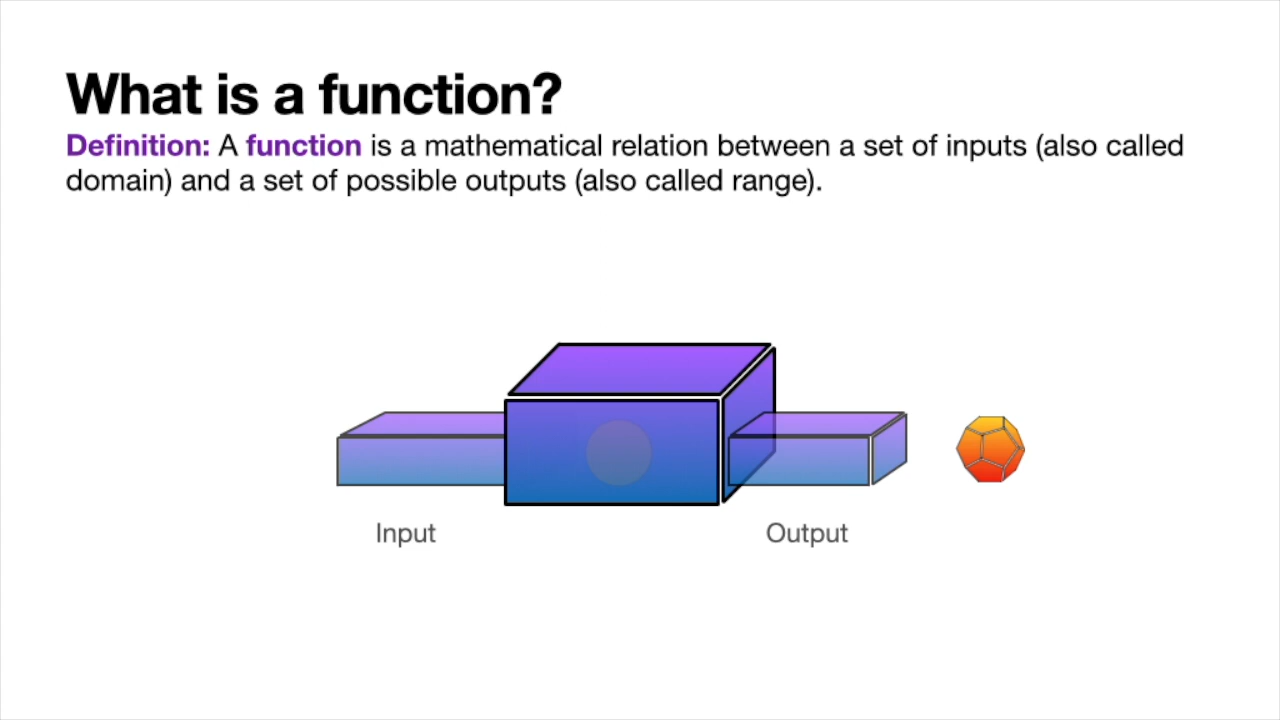 What is a function?
Definition: A function is a mathematical relation between a set of inputs (also called
domain) and a set of possible outputs (also called range).
Input
Output